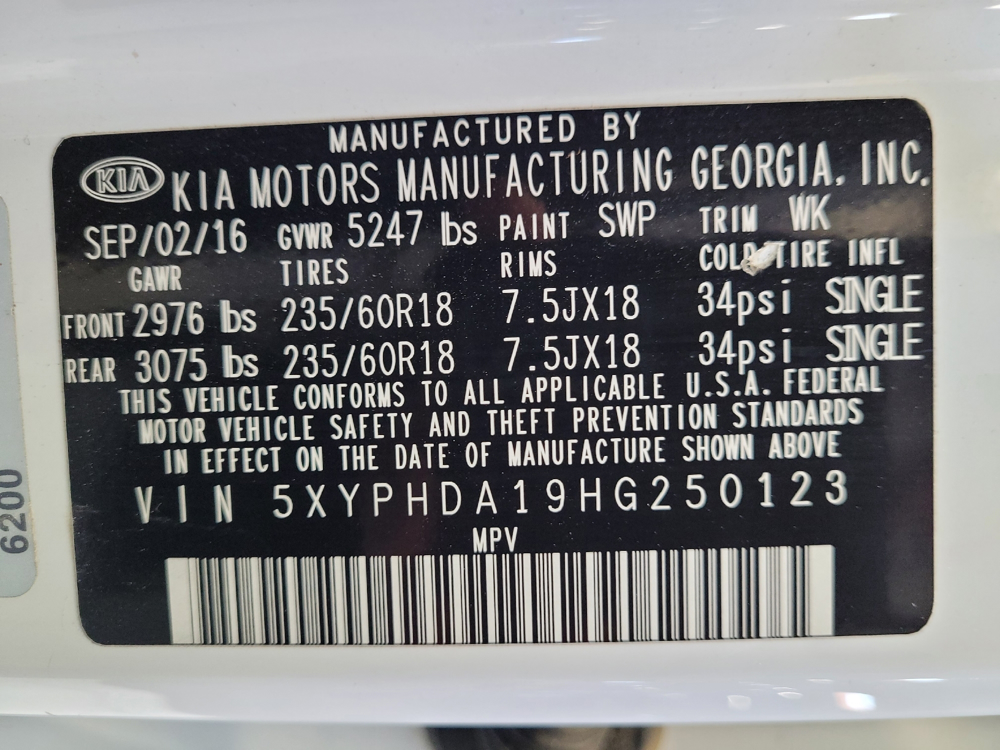 MANUFACTURED BY
KIA KIA MOTORS MANUFACTURING GEORGIA, INC.
SEP/02/16 GVWR 5247 lbs PAINT SWP TRIM WK
GAWR TIRES RIMS COLD TIRE INFL
FRONT 2976 lbs 235/60R18 7.5JX18 34psi SINGLE
REAR 3075 lbs 235/60R18 7.5JX18 34psi SINGLE
THIS VEHICLE CONFORMS TO ALL APPLICABLE U.S.A. FEDERAL
MOTOR VEHICLE SAFETY AND THEFT PREVENTION STANDARDS
IN EFFECT ON THE DATE OF MANUFACTURE SHOWN ABOVE
VIN 5XYPHDA19HG250123
MPV
6200